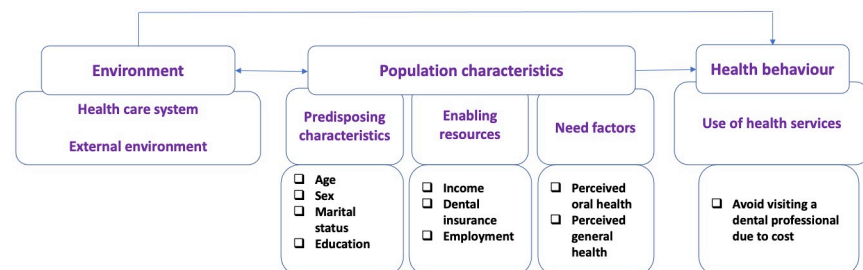 Environment
Population characteristics
Health behaviour
Health care system
External environment
Predisposing
characteristics
Enabling
resources
Need factors
Use of health services
Age
Sex
Marital
status
Education
Income
Dental
insurance
Employment
Perceived
oral health
Perceived
general
health
Avoid visiting a
dental professional
due to cost